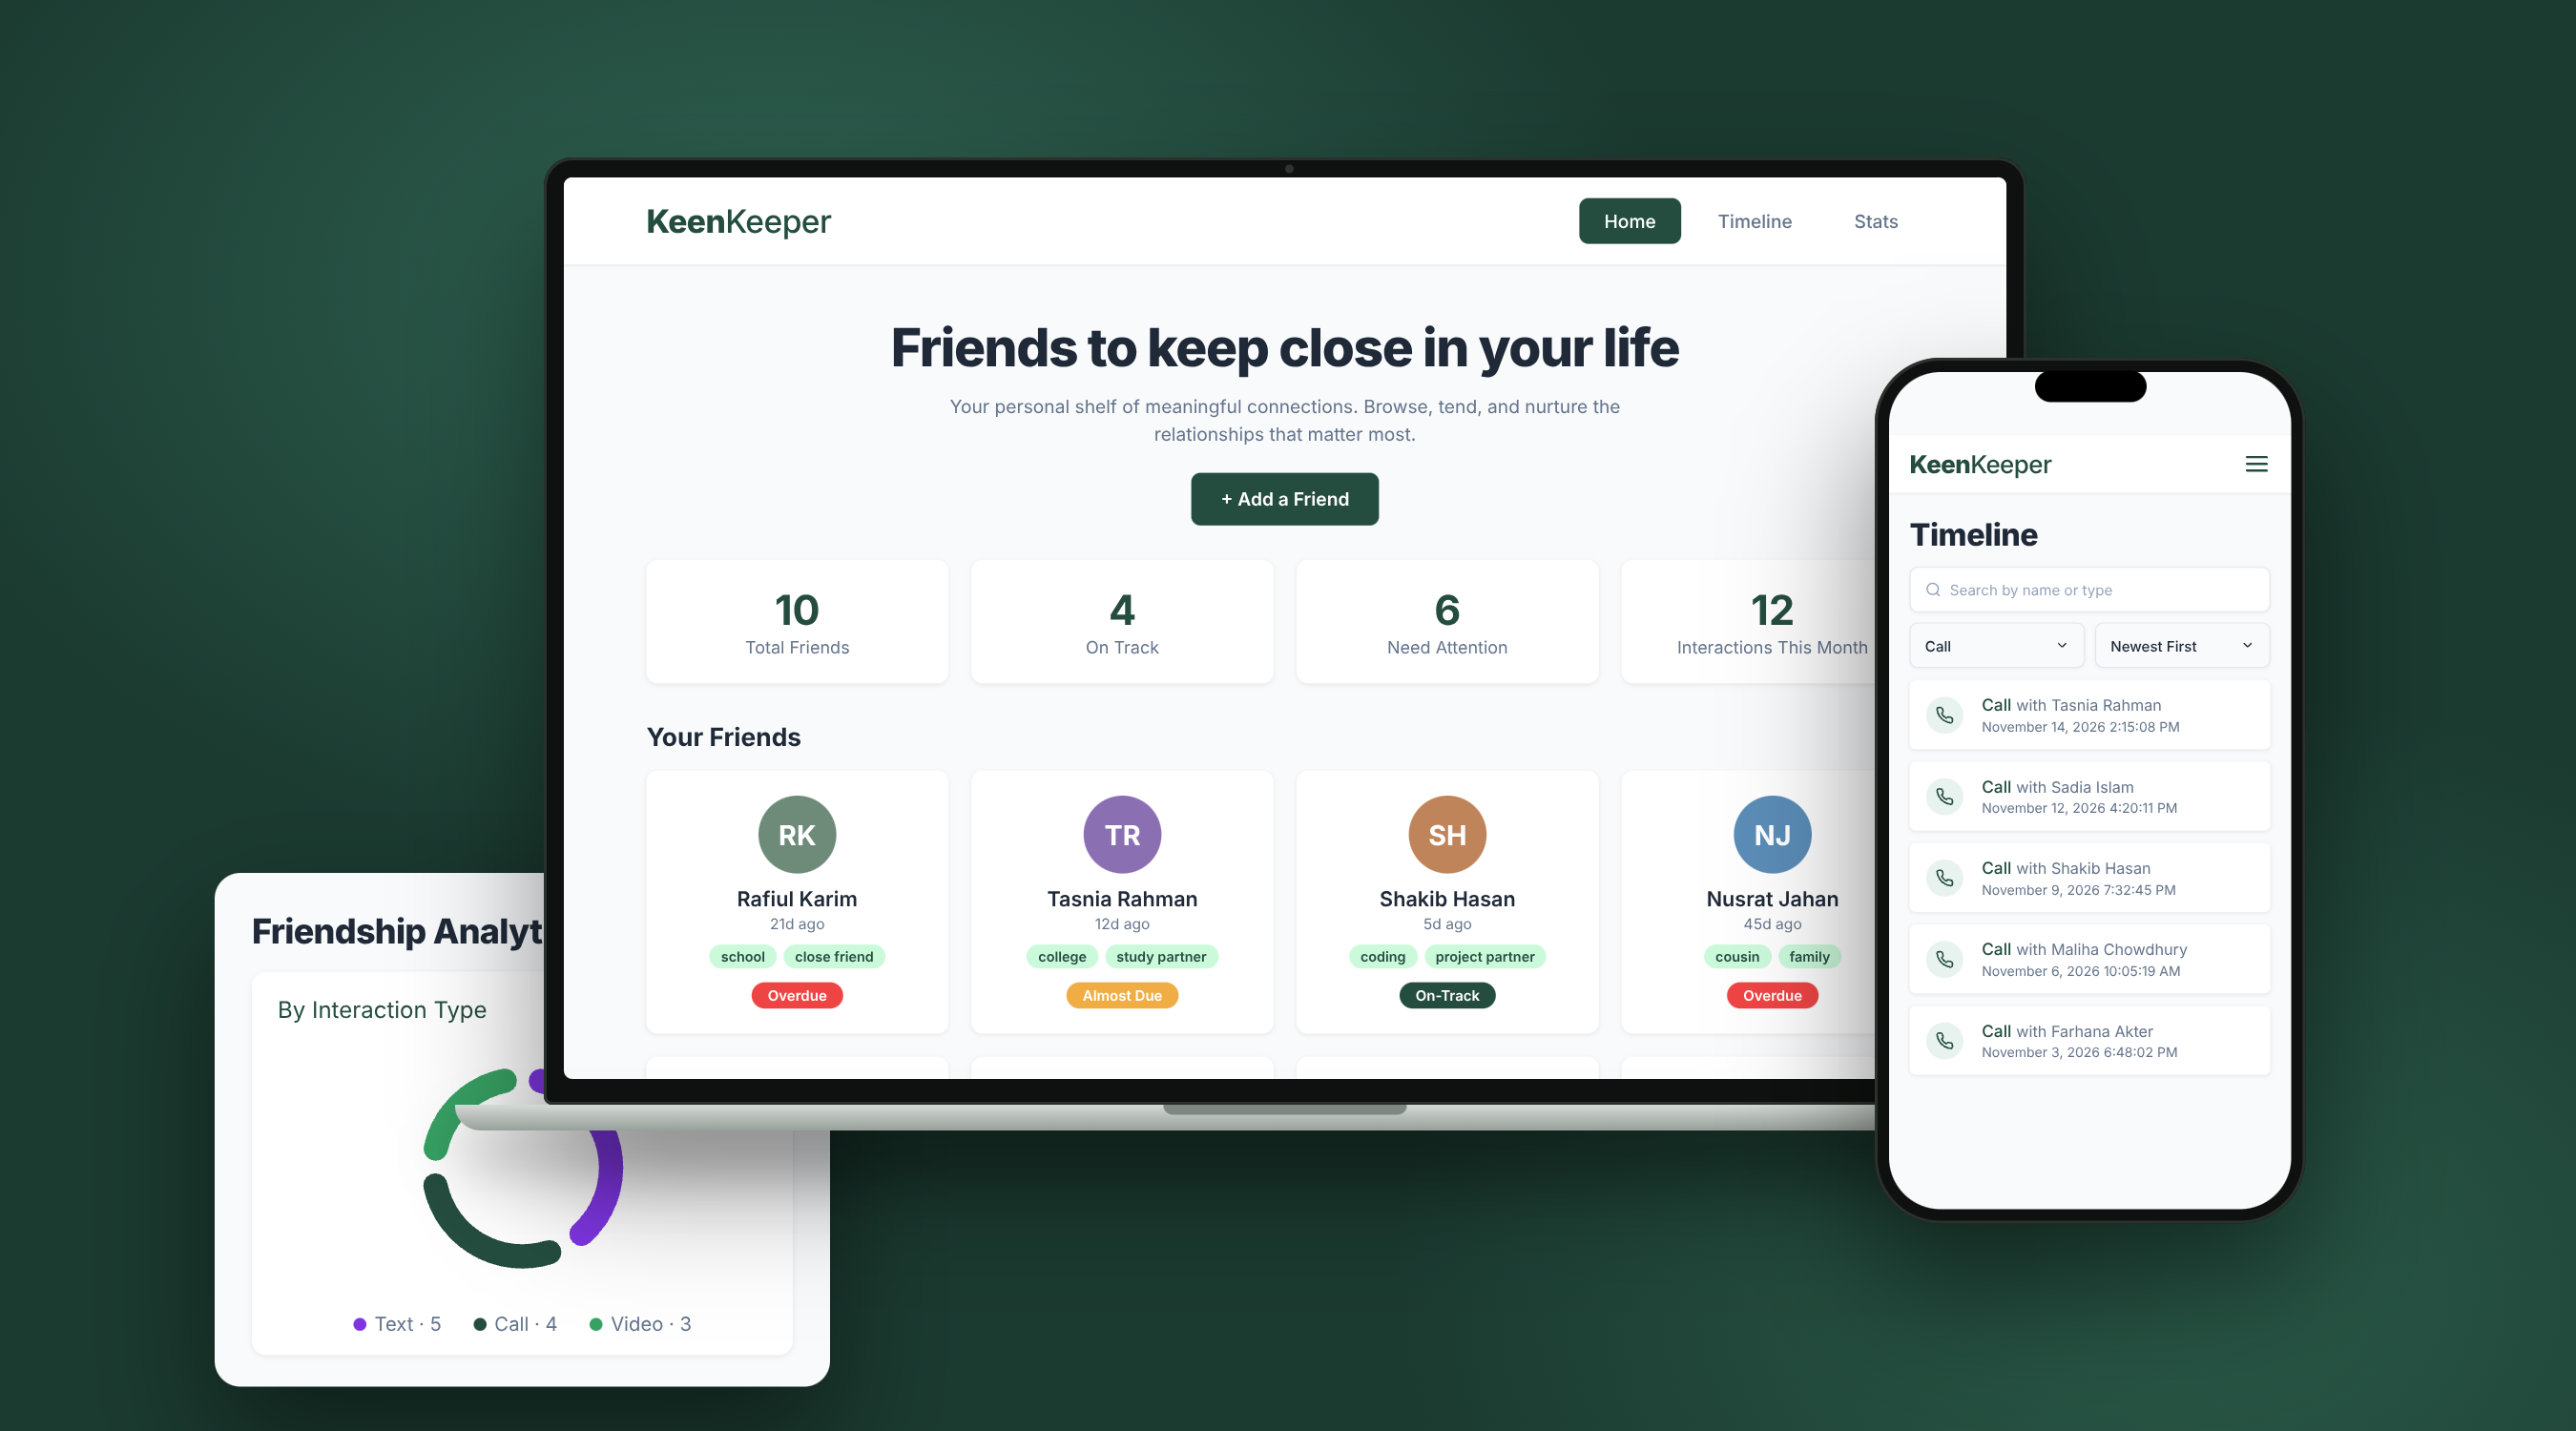 KeenKeeper
Home
Timeline
Stats
Friends to keep close in your life
Your personal shelf of meaningful connections. Browse, tend, and nurture the
relationships that matter most.
+ Add a Friend
10
Total Friends
4
On Track
6
Need Attention
12
Interactions This Month
Your Friends
RK
Rafiul Karim
21d ago
school
close friend
Overdue
TR
Tasnia Rahman
12d ago
college
study partner
Almost Due
SH
Shakib Hasan
5d ago
coding
project partner
On-Track
NJ
Nusrat Jahan
45d ago
cousin
family
Overdue
KeenKeeper
Timeline
Search by name or type
Call
Newest First
Call with Tasnia Rahman
November 14, 2026 2:15:08 PM
Call with Sadia Islam
November 12, 2026 4:20:11 PM
Call with Shakib Hasan
November 9, 2026 7:32:45 PM
Call with Maliha Chowdhury
November 6, 2026 10:05:19 AM
Call with Farhana Akter
November 3, 2026 6:48:02 PM
Friendship Analyt
By Interaction Type
Text · 5
Call · 4
Video · 3